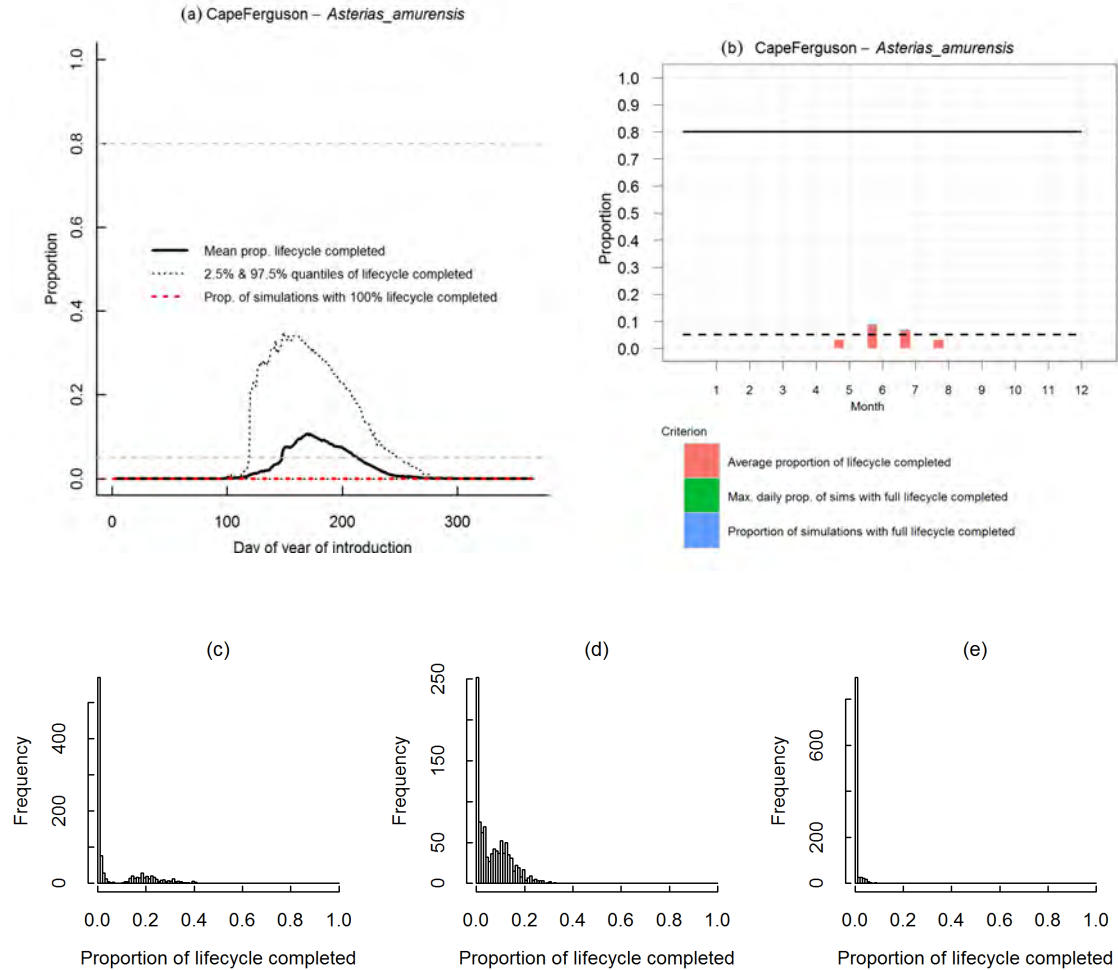 (a) CapeFerguson – Asterias_amurensis
1.0
0.8
0.6
0.4
0.2
0.0
Proportion
Mean prop. lifecycle completed
2.5% & 97.5% quantiles of lifecycle completed
Prop. of simulations with 100% lifecycle completed
0 100 200 300
Day of year of introduction
(b) CapeFerguson – Asterias_amurensis
1.0
0.9
0.8
0.7
0.6
0.5
0.4
0.3
0.2
0.1
0.0
Proportion
1 2 3 4 5 6 7 8 9 10 11 12
Month
Criterion
Average proportion of lifecycle completed
Max. daily prop. of sims with full lifecycle completed
Proportion of simulations with full lifecycle completed
(c)
Frequency
400
200
0
0.0 0.2 0.4 0.6 0.8 1.0
Proportion of lifecycle completed
(d)
Frequency
250
150
50
0
0.0 0.2 0.4 0.6 0.8 1.0
Proportion of lifecycle completed
(e)
Frequency
600
200
0
0.0 0.2 0.4 0.6 0.8 1.0
Proportion of lifecycle completed